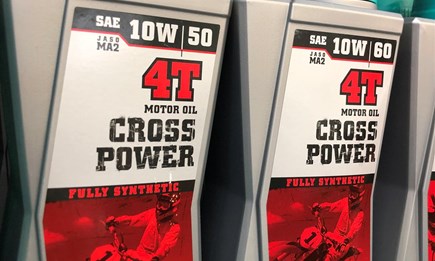 SAE 10W|50
JASO
MA2
4T
MOTOR OIL
CROSS
POWER
FULLY SYNTHETIC
SAE 10W|60
JASO
MA2
4T
MOTOR OIL
CROSS
POWER
FULLY SYNTHETIC
1